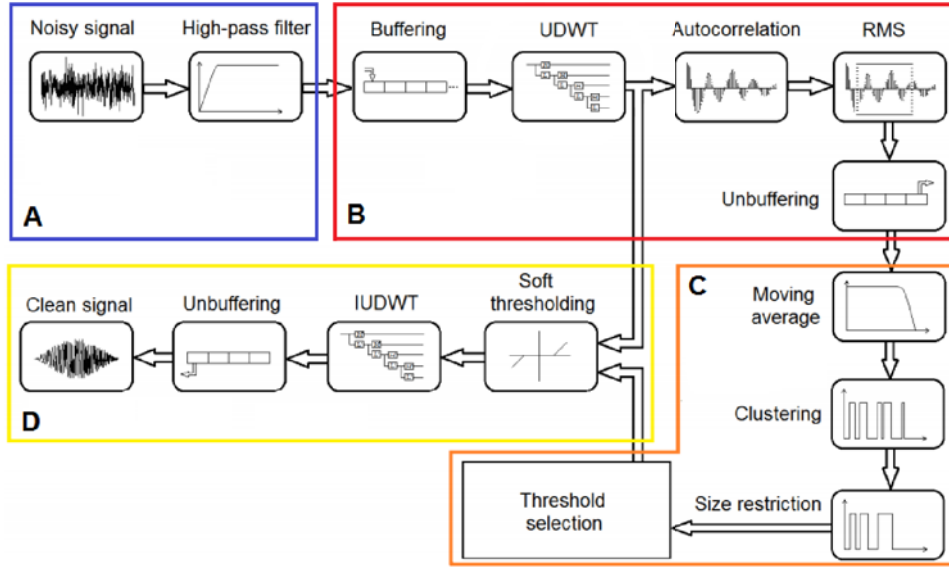 Noisy signal
High-pass filter
A
Buffering
UDWT
Autocorrelation
RMS
Unbuffering
B
C
Moving
average
Clustering
Size restriction
Threshold
selection
Soft
thresholding
IUDWT
Unbuffering
Clean signal
D